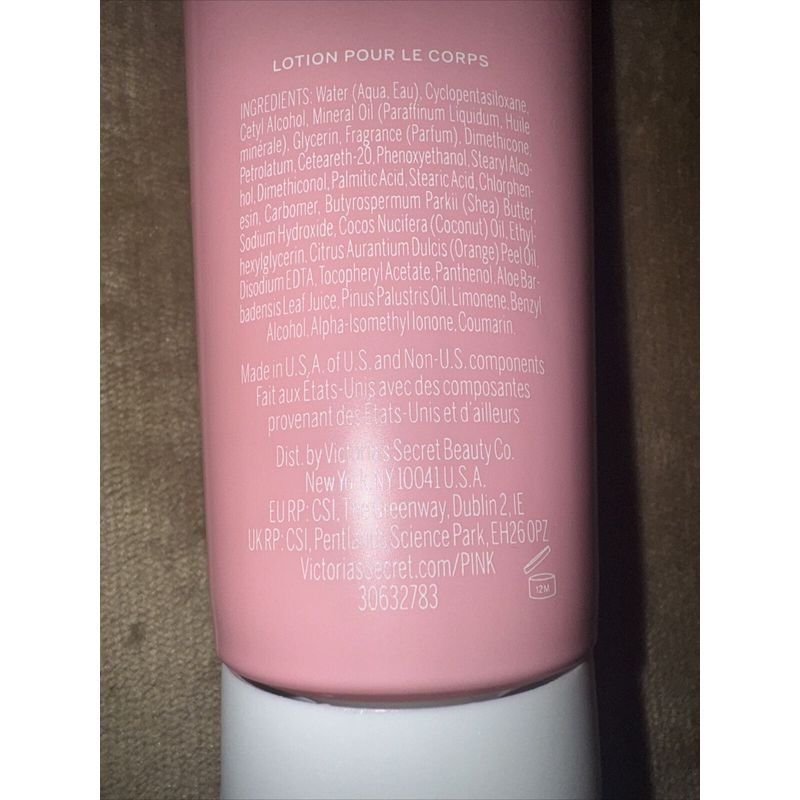 LOTION POUR LE CORPS
INGREDIENTS: Water (Aqua, Eau), Cyclopentasiloxane,
Cetyl Alcohol, Mineral Oil (Paraffinum Liquidum, Huile
minérale), Glycerin, Fragrance (Parfum), Dimethicone,
Petrolatum, Ceteareth-20, Phenoxyethanol, Stearyl Alco-
hol, Dimethiconol, Palmitic Acid, Stearic Acid, Chlorphen-
esin, Carbomer, Butyrospermum Parkii (Shea) Butter,
Sodium Hydroxide, Cocos Nucifera (Coconut) Oil, Ethyl-
hexylglycerin, Citrus Aurantium Dulcis (Orange) Peel Oil,
Disodium EDTA, Tocopheryl Acetate, Panthenol, Aloe Bar-
badensis Leaf Juice, Pinus Palustris Oil, Limonene, Benzyl
Alcohol, Alpha-Isomethyl Ionone, Coumarin.
Made in U.S.A. of U.S. and Non-U.S. components
Fait aux États-Unis avec des composantes
provenant des États-Unis et d'ailleurs
Dist. by Victoria's Secret Beauty Co.
New York, NY 10041 U.S.A.
EU RP: CSI, The Greenway, Dublin 2, IE
UK RP: CSI, Pentlands Science Park, EH26 0PZ
VictoriasSecret.com/PINK
12M
30632783